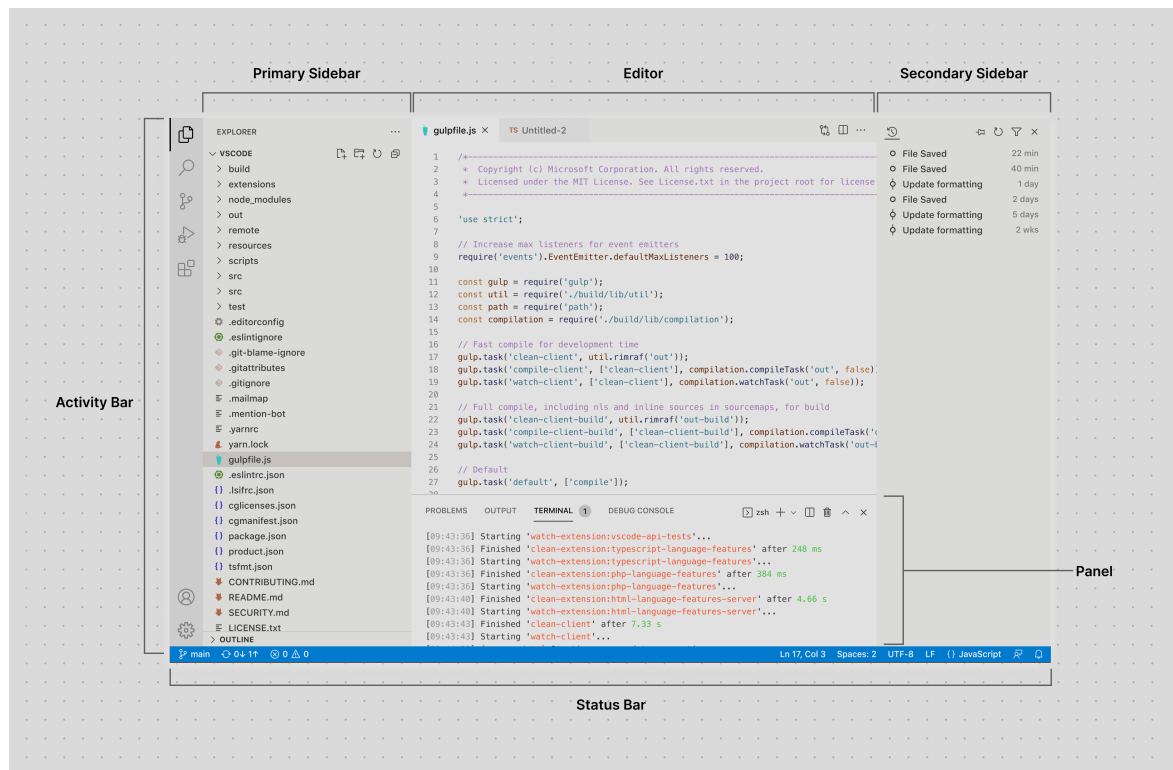 Primary Sidebar
Editor
Secondary Sidebar
Activity Bar
EXPLORER
VSCODE
build
extensions
node_modules
out
remote
resources
scripts
src
src
test
.editorconfig
.eslintignore
.git-blame-ignore
.gitattributes
.gitignore
.mailmap
.mention-bot
.yarnrc
yarn.lock
gulpfile.js
.eslintrc.json
.lsifrc.json
cglicenses.json
cgmanifest.json
package.json
product.json
tsfmt.json
CONTRIBUTING.md
README.md
SECURITY.md
LICENSE.txt
OUTLINE
gulpfile.js
TS Untitled-2
1 /*
2 * Copyright (c) Microsoft Corporation. All rights reserved.
3 * Licensed under the MIT License. See License.txt in the project root for license
4 *
5
6 'use strict';
7
8 // Increase max listeners for event emitters
9 require('events').EventEmitter.defaultMaxListeners = 100;
10
11 const gulp = require('gulp');
12 const util = require('./build/lib/util');
13 const path = require('path');
14 const compilation = require('./build/lib/compilation');
15
16 // Fast compile for development time
17 gulp.task('clean-client', util.rimraf('out'));
18 gulp.task('compile-client', ['clean-client'], compilation.compileTask('out', false)
19 gulp.task('watch-client', ['clean-client'], compilation.watchTask('out', false));
20
21 // Full compile, including nls and inline sources in sourcemaps, for build
22 gulp.task('clean-client-build', util.rimraf('out-build'));
23 gulp.task('compile-client-build', ['clean-client-build'], compilation.compileTask('
24 gulp.task('watch-client-build', ['clean-client-build'], compilation.watchTask('out-
25
26 // Default
27 gulp.task('default', ['compile']);
File Saved 22 min
File Saved 40 min
Update formatting 1 day
File Saved 2 days
Update formatting 5 days
Update formatting 2 wks
PROBLEMS OUTPUT TERMINAL 1 DEBUG CONSOLE zsh
[09:43:36] Starting 'watch-extension:vscode-api-tests'...
[09:43:36] Finished 'clean-extension:typescript-language-features' after 248 ms
[09:43:36] Starting 'watch-extension:typescript-language-features'...
[09:43:36] Finished 'clean-extension:php-language-features' after 384 ms
[09:43:36] Starting 'watch-extension:php-language-features'...
[09:43:40] Finished 'clean-extension:html-language-features-server' after 4.66 s
[09:43:40] Starting 'watch-extension:html-language-features-server'...
[09:43:43] Finished 'clean-client' after 7.33 s
[09:43:43] Starting 'watch-client'...
Panel
main 0↓ 1↑ 0 0
Ln 17, Col 3 Spaces: 2 UTF-8 LF {} JavaScript
Status Bar